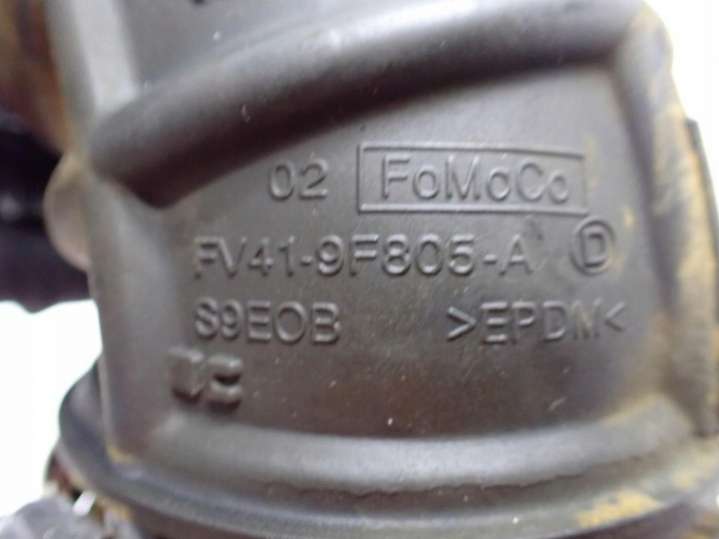 02 FoMoCo
FV41-9F805-A D
S9EOB >EPDM<